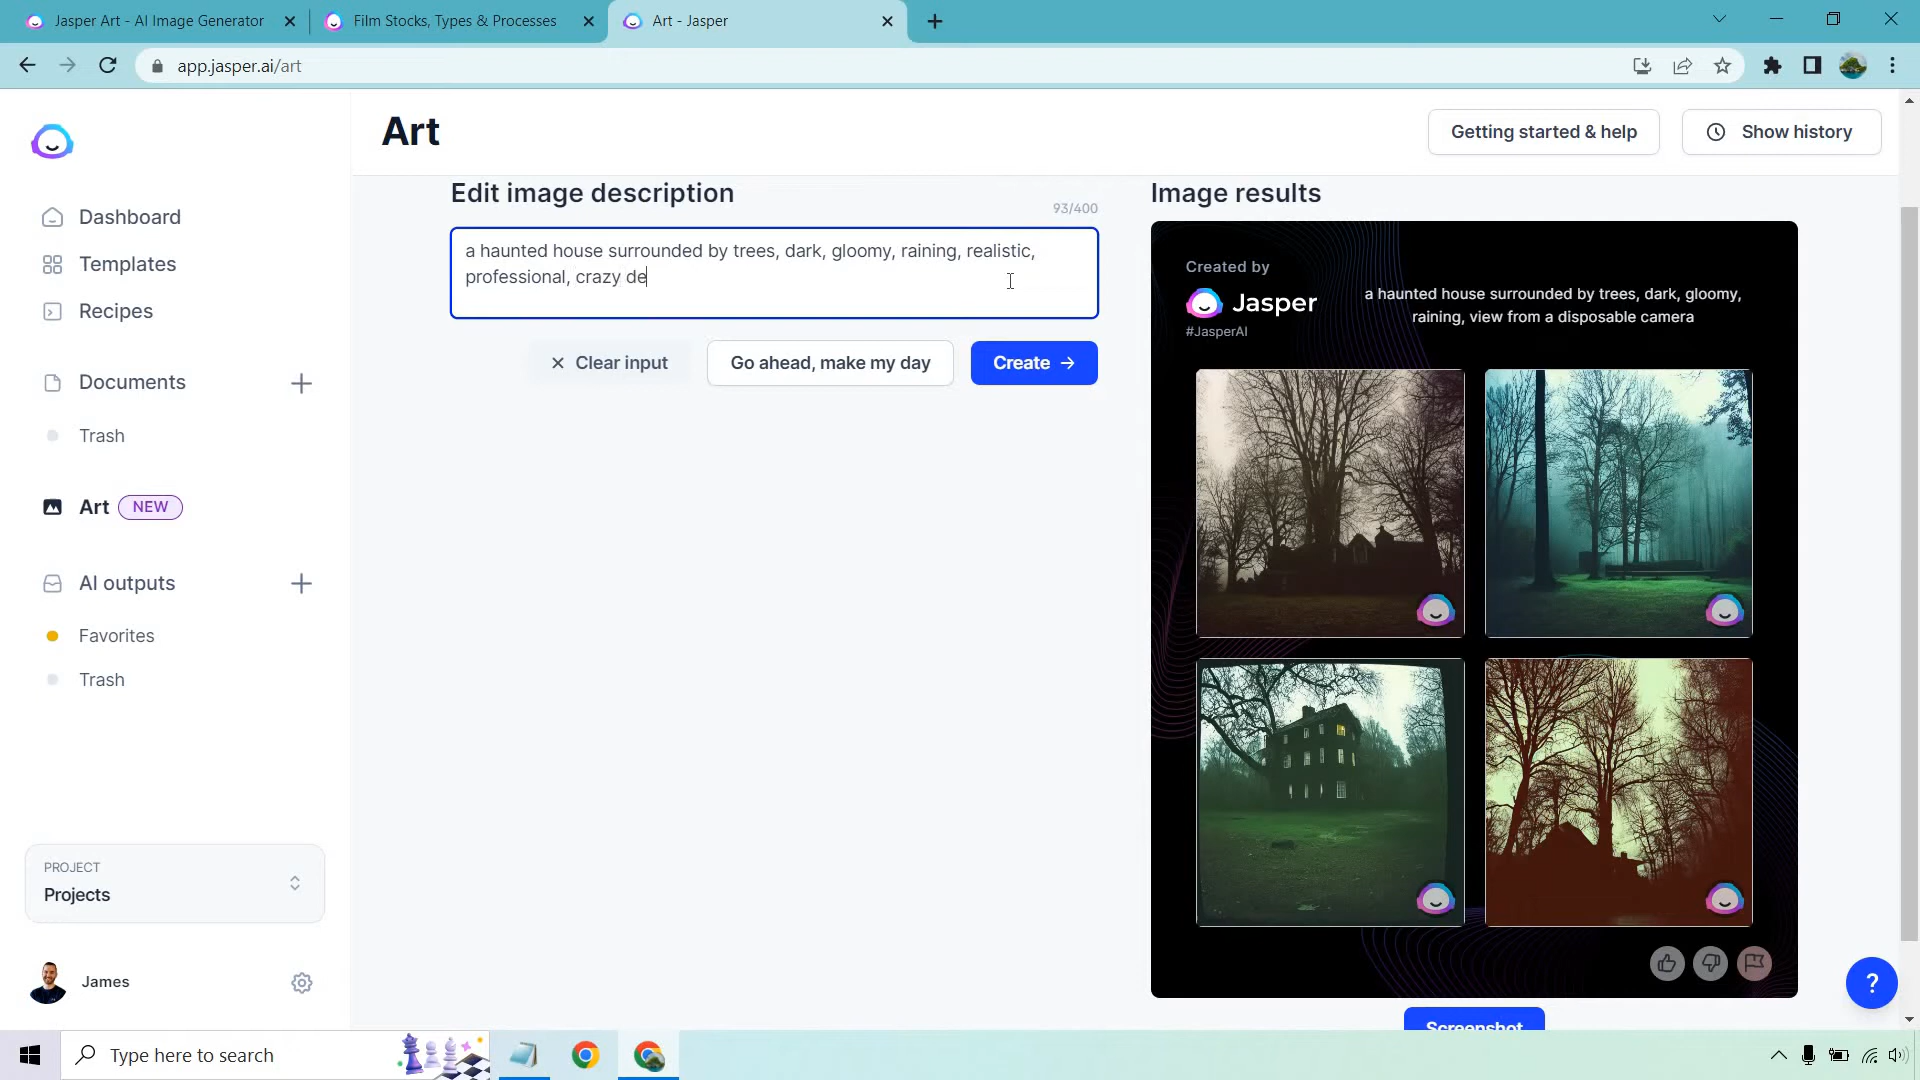 Jasper Art - AI Image Generator
Film Stocks, Types & Processes
Art - Jasper
app.jasper.ai/art
Art
Getting started & help
Show history
Dashboard
Templates
Recipes
Documents
Trash
Art NEW
AI outputs
Favorites
Trash
PROJECT
Projects
James
Edit image description
93/400
a haunted house surrounded by trees, dark, gloomy, raining, realistic,
professional, crazy de
Clear input
Go ahead, make my day
Create
Image results
Created by
Jasper
#JasperAI
a haunted house surrounded by trees, dark, gloomy,
raining, view from a disposable camera
Screenshot
?
Type here to search